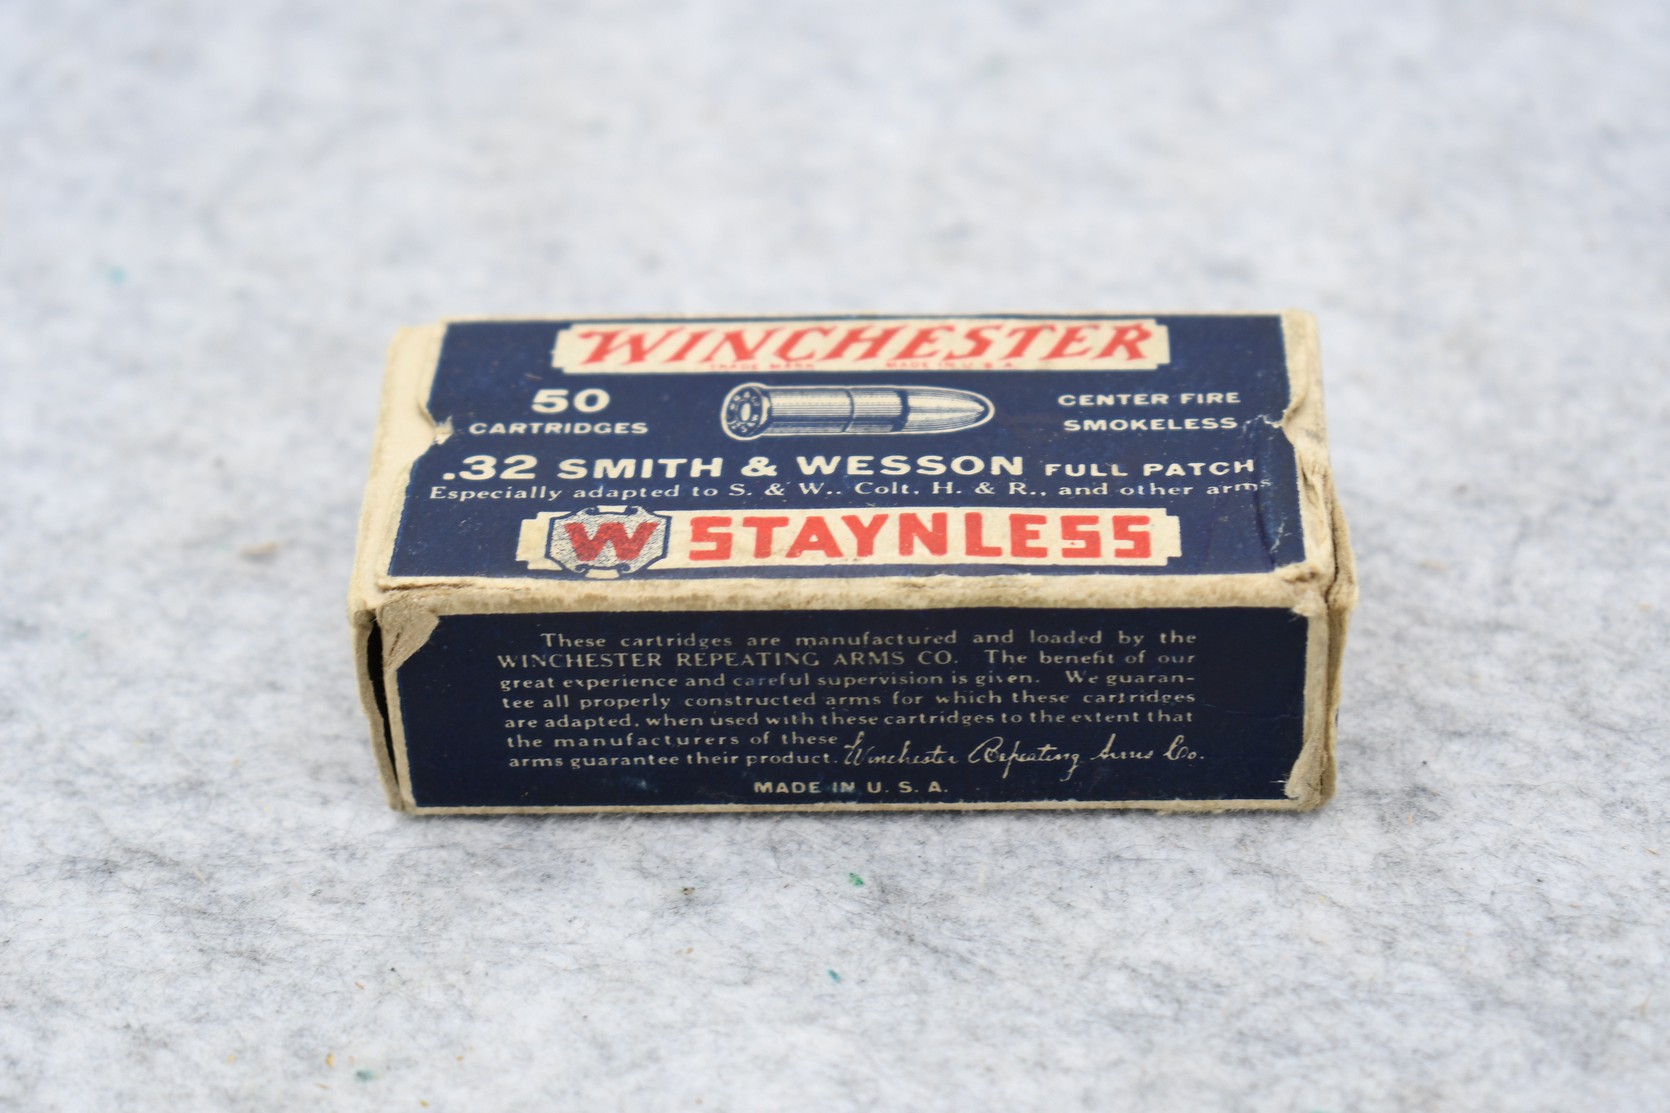 WINCHESTER
TRADE MARK MADE IN U.S.A.
50
CARTRIDGES
CENTER FIRE
SMOKELESS
.32 SMITH & WESSON FULL PATCH
Especially adapted to S. & W., Colt, H. & R., and other arms
W STAYNLESS
These cartridges are manufactured and loaded by the
WINCHESTER REPEATING ARMS CO. The benefit of our
great experience and careful supervision is given. We guaran-
tee all properly constructed arms for which these cartridges
are adapted, when used with these cartridges to the extent that
the manufacturers of these
arms guarantee their product. Winchester Repeating Arms Co.
MADE IN U. S. A.